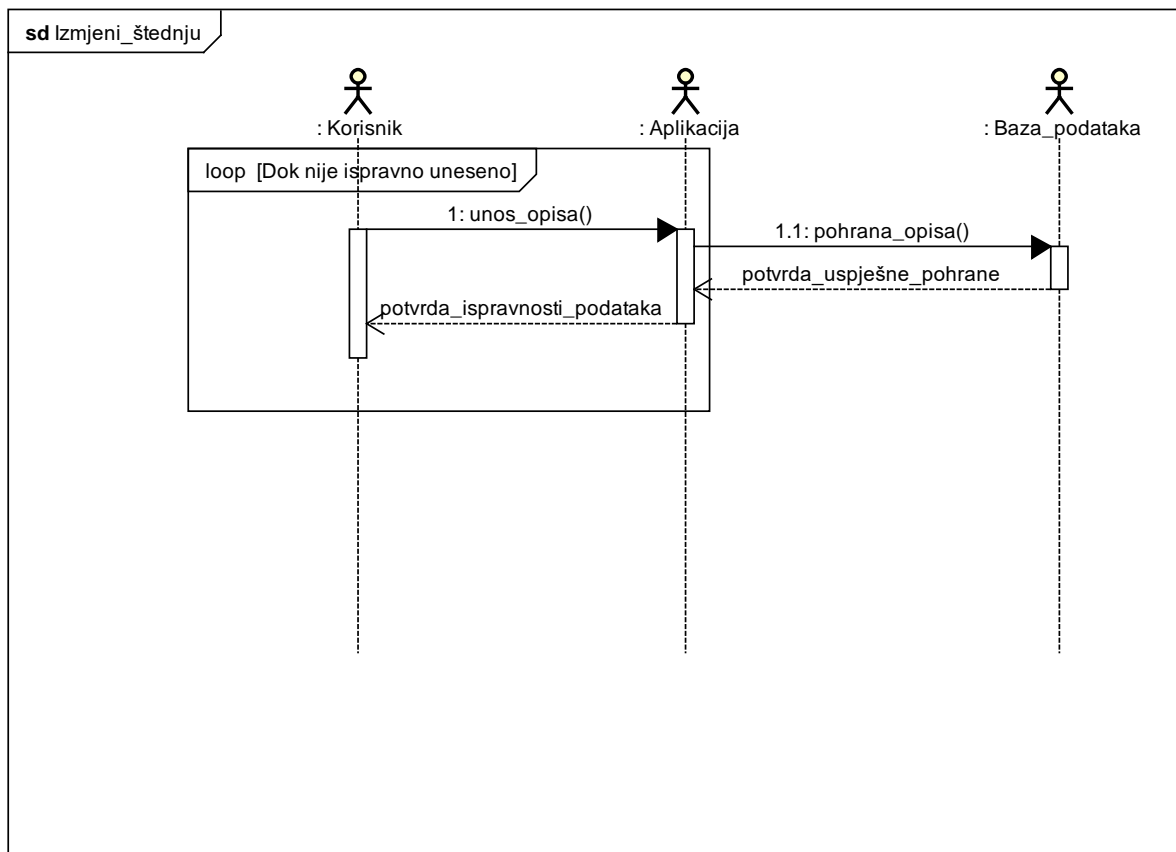 sd Izmjeni_štednju
: Korisnik
: Aplikacija
: Baza_podataka
loop [Dok nije ispravno uneseno]
1: unos_opisa()
1.1: pohrana_opisa()
potvrda_uspješne_pohrane
potvrda_ispravnosti_podataka